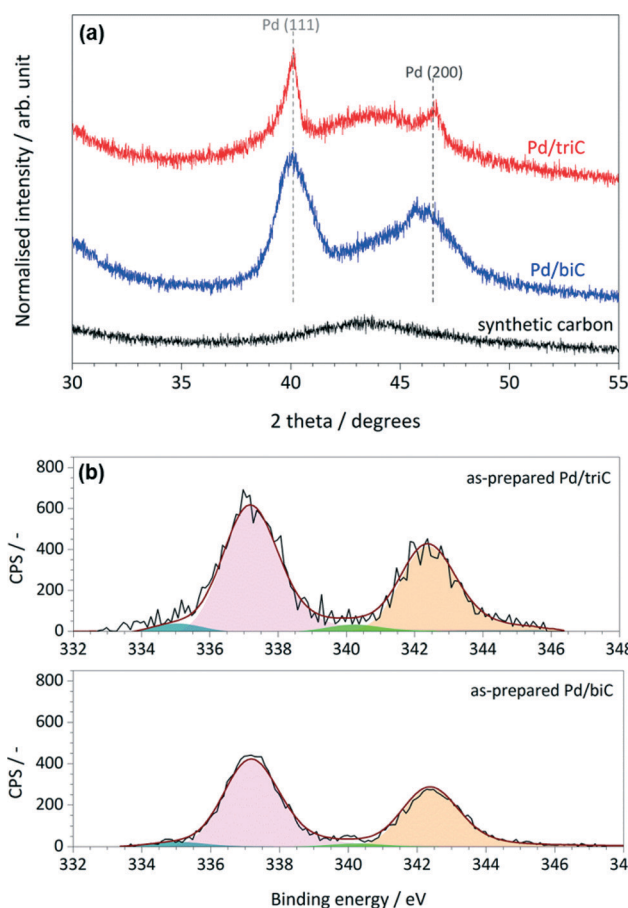 (a)
Pd (111)
Pd (200)
Pd/triC
Pd/biC
synthetic carbon
Normalised intensity / arb. unit
30 35 40 45 50 55
2 theta / degrees
(b)
as-prepared Pd/triC
800
600
400
200
0
CPS / -
332 334 336 338 340 342 344 346 348
as-prepared Pd/biC
800
600
400
200
0
CPS / -
332 334 336 338 340 342 344 346 348
Binding energy / eV